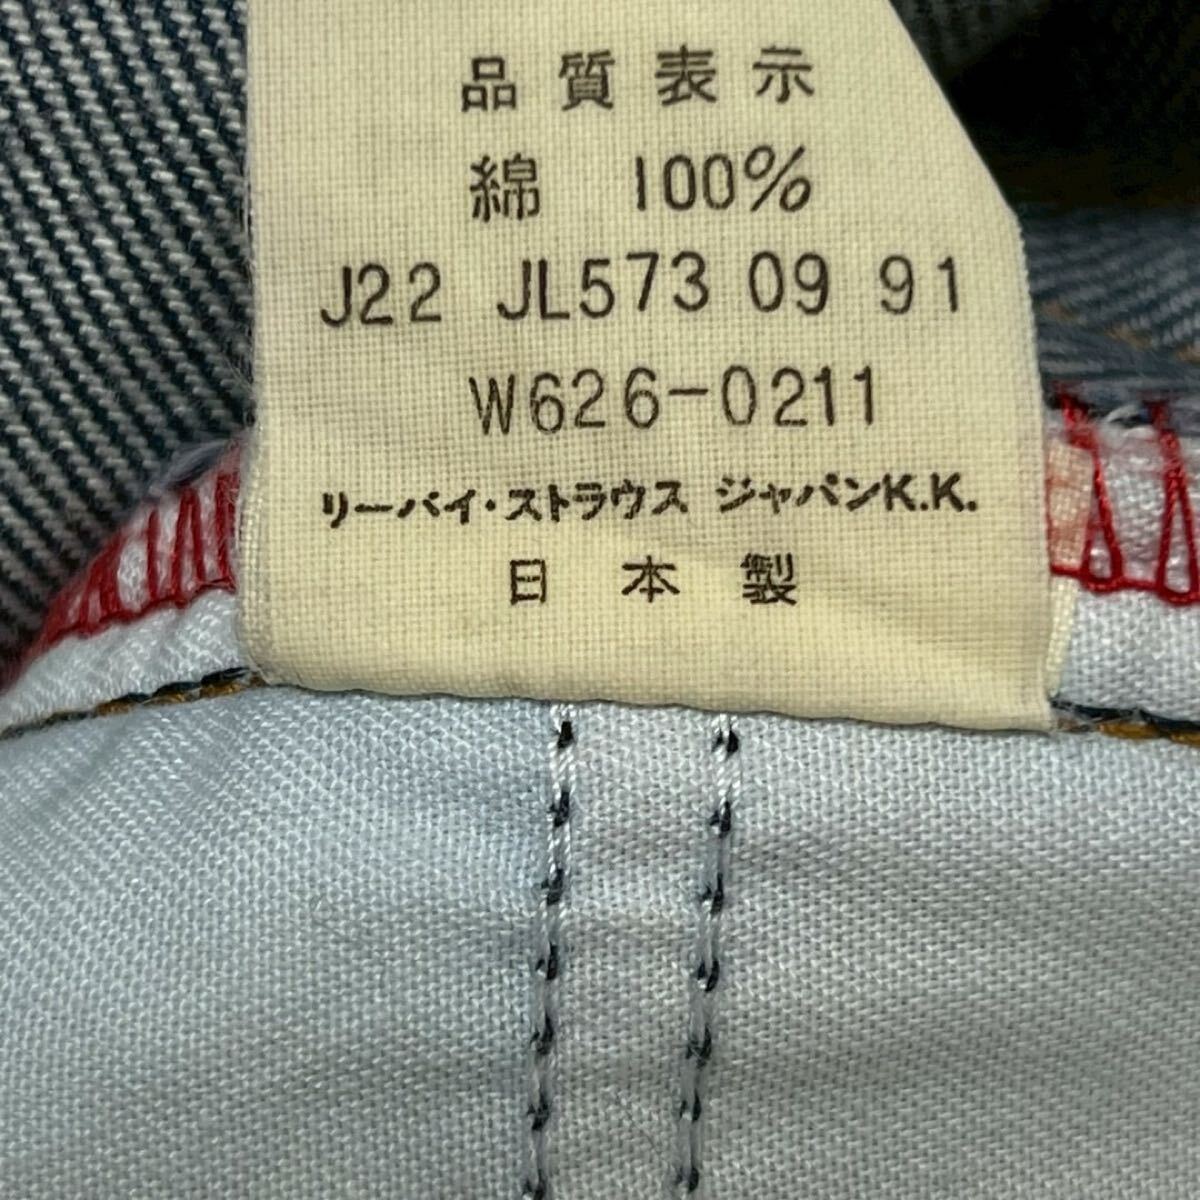 品質表示
綿 100%
J22 JL573 09 91
W626-0211
リーバイ・ストラウス ジャパンK.K.
日本製